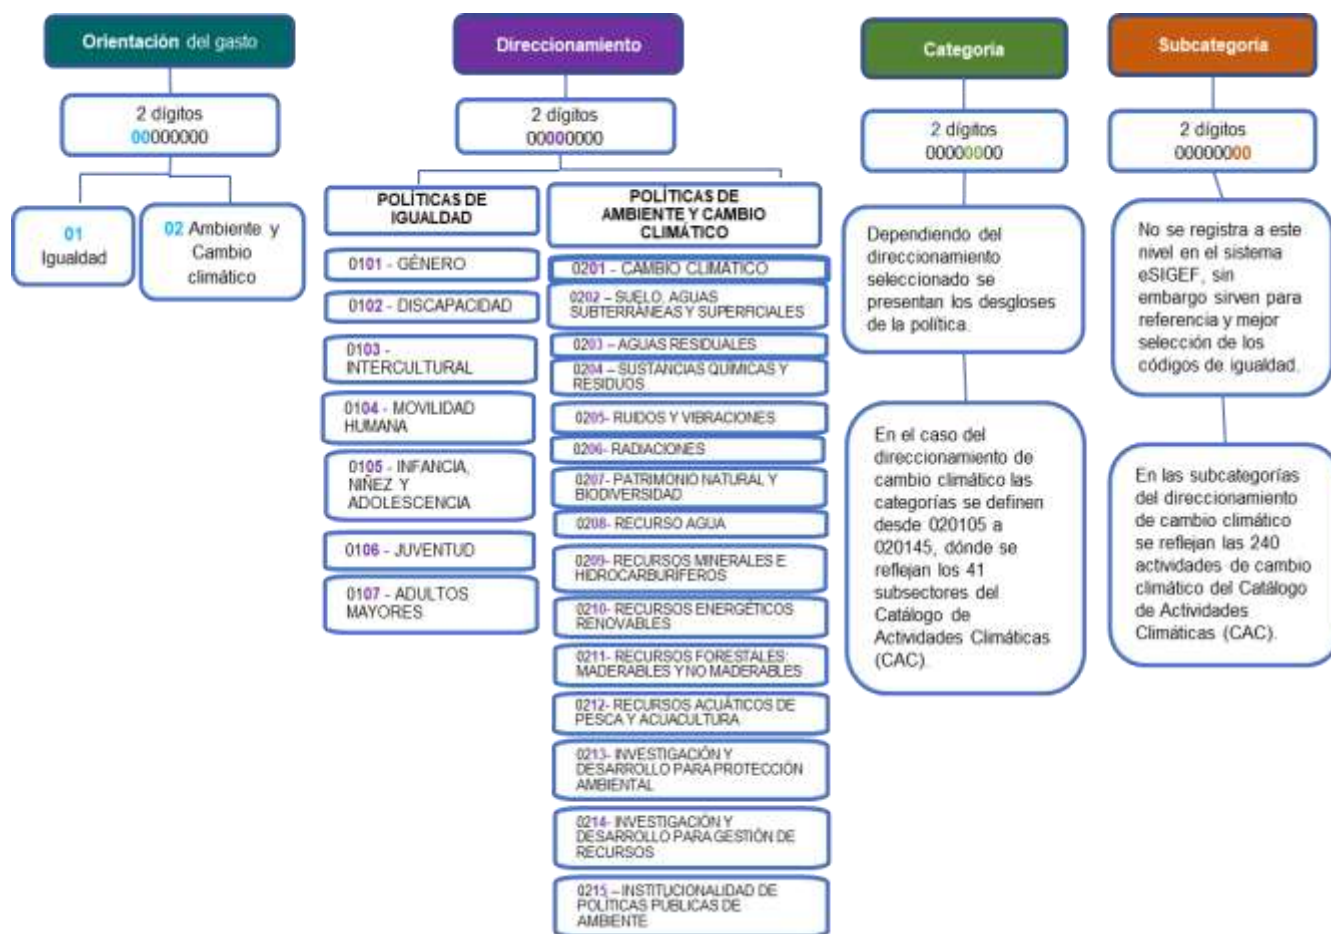 Orientación del gasto
2 dígitos
00000000
01
Igualdad
02 Ambiente y
Cambio
climático
Direccionamiento
2 dígitos
00000000
POLÍTICAS DE
IGUALDAD
0101 - GÉNERO
0102 - DISCAPACIDAD
0103 -
INTERCULTURAL
0104 - MOVILIDAD
HUMANA
0105 - INFANCIA,
NIÑEZ Y
ADOLESCENCIA
0106 - JUVENTUD
0107 - ADULTOS
MAYORES
POLÍTICAS DE
AMBIENTE Y CAMBIO
CLIMÁTICO
0201 - CAMBIO CLIMÁTICO
0202 – SUELO, AGUAS
SUBTERRÁNEAS Y SUPERFICIALES
0203 – AGUAS RESIDUALES
0204 – SUSTANCIAS QUÍMICAS Y
RESIDUOS
0205- RUIDOS Y VIBRACIONES
0206- RADIACIONES
0207- PATRIMONIO NATURAL Y
BIODIVERSIDAD
0208- RECURSO AGUA
0209- RECURSOS MINERALES E
HIDROCARBURÍFEROS
0210- RECURSOS ENERGÉTICOS
RENOVABLES
0211- RECURSOS FORESTALES:
MADERABLES Y NO MADERABLES
0212- RECURSOS ACUÁTICOS DE
PESCA Y ACUACULTURA
0213- INVESTIGACIÓN Y
DESARROLLO PARA PROTECCIÓN
AMBIENTAL
0214- INVESTIGACIÓN Y
DESARROLLO PARA GESTIÓN DE
RECURSOS
0215 – INSTITUCIONALIDAD DE
POLÍTICAS PÚBLICAS DE
AMBIENTE
Categoría
2 dígitos
00000000
Dependiendo del
direccionamiento
seleccionado se
presentan los desgloses
de la política.
En el caso del
direccionamiento de
cambio climático las
categorías se definen
desde 020105 a
020145, dónde se
reflejan los 41
subsectores del
Catálogo de
Actividades Climáticas
(CAC).
Subcategoría
2 dígitos
00000000
No se registra a este
nivel en el sistema
eSIGEF, sin
embargo sirven para
referencia y mejor
selección de los
códigos de igualdad.
En las subcategorías
del direccionamiento
de cambio climático
se reflejan las 240
actividades de cambio
climático del Catálogo
de Actividades
Climáticas (CAC).